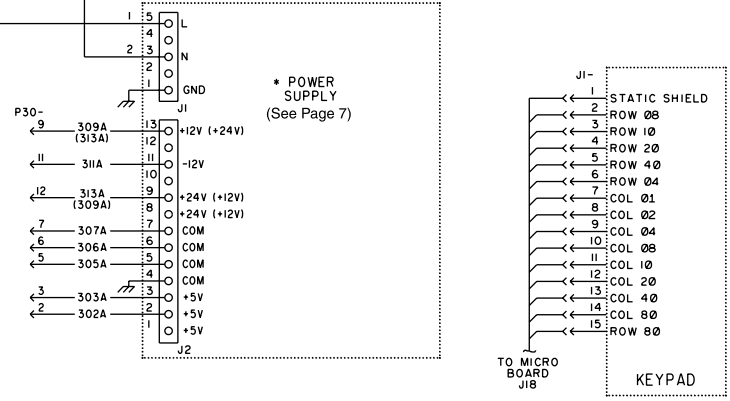 1 5 L
4
2 3 N
2
1 GND
J1
* POWER
SUPPLY
(See Page 7)
P30-
9 309A 13 +12V (+24V)
(313A) 12
11 311A 11 -12V
10
12 313A 9 +24V (+12V)
(309A) 8 +24V (+12V)
7 307A 7 COM
6 306A 6 COM
5 305A 5 COM
4 COM
3 303A 3 +5V
2 302A 2 +5V
1 +5V
J2
J1-
1 STATIC SHIELD
2 ROW 08
3 ROW 10
4 ROW 20
5 ROW 40
6 ROW 04
7 COL 01
8 COL 02
9 COL 04
10 COL 08
11 COL 10
12 COL 20
13 COL 40
14 COL 80
15 ROW 80
TO MICRO
BOARD
J18
KEYPAD